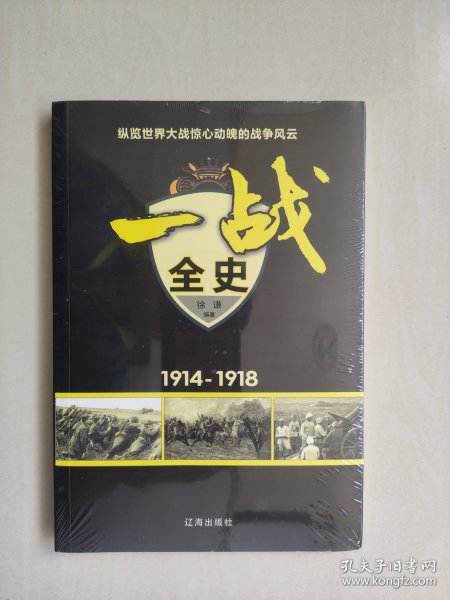 纵览世界大战惊心动魄的战争风云
一战
全史
徐谦
编著
1914-1918
辽海出版社
孔夫子旧书网
www.kongfz.com